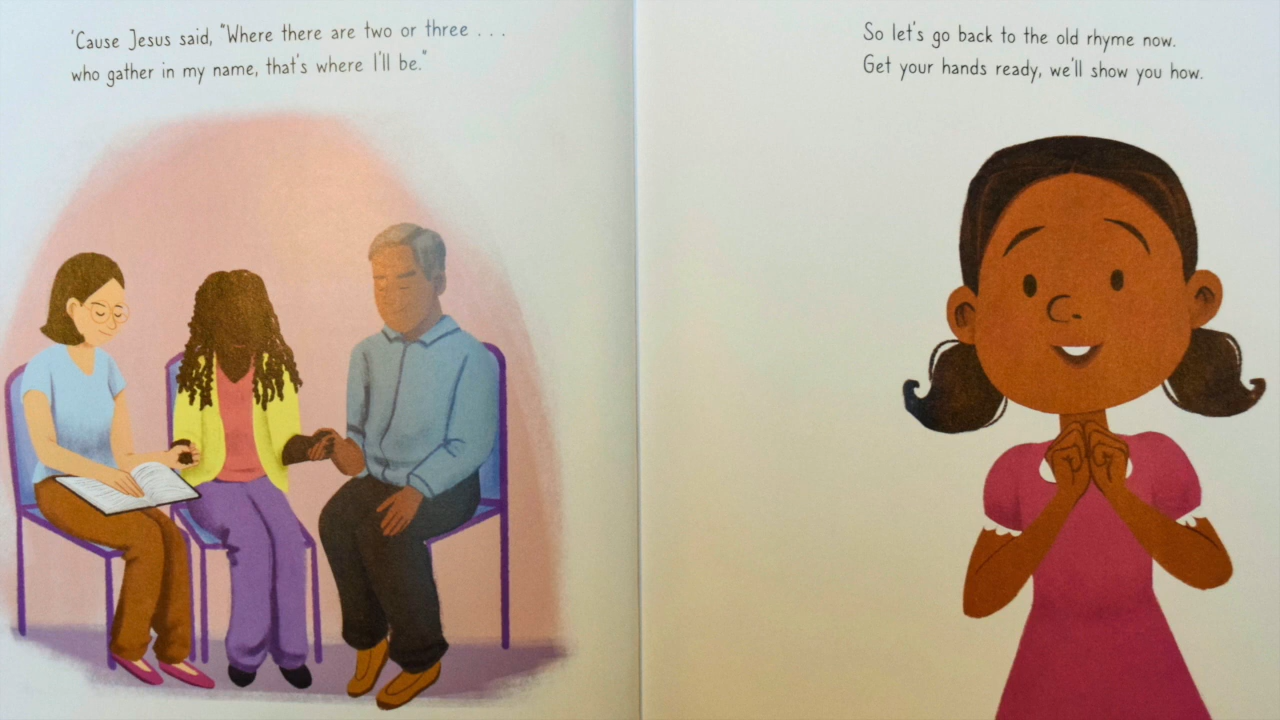 'Cause Jesus said, "Where there are two or three . . .
who gather in my name, that's where I'll be."
So let's go back to the old rhyme now.
Get your hands ready, we'll show you how.